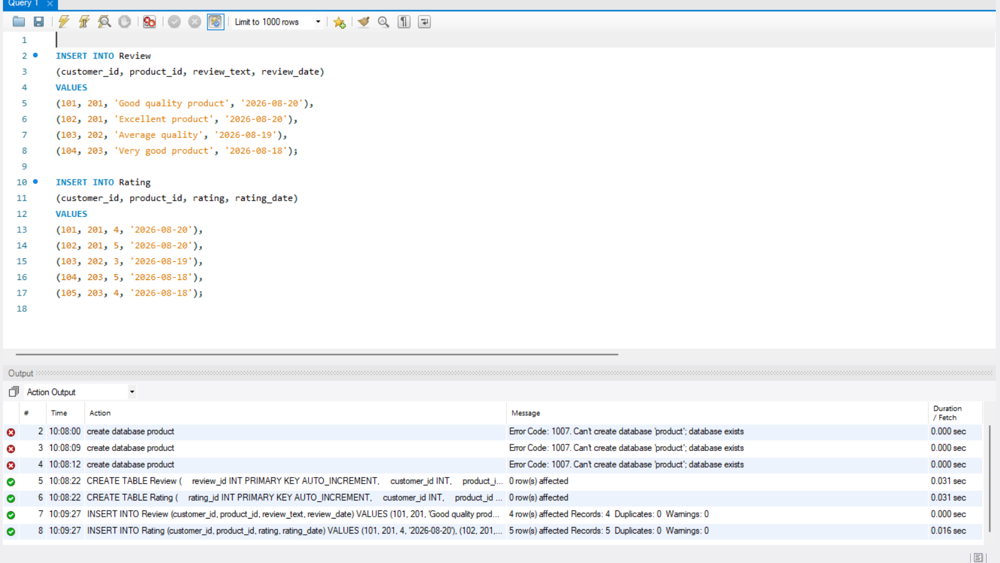 Query 1
Limit to 1000 rows
1
2 INSERT INTO Review
3 (customer_id, product_id, review_text, review_date)
4 VALUES
5 (101, 201, 'Good quality product', '2026-08-20'),
6 (102, 201, 'Excellent product', '2026-08-20'),
7 (103, 202, 'Average quality', '2026-08-19'),
8 (104, 203, 'Very good product', '2026-08-18');
9
10 INSERT INTO Rating
11 (customer_id, product_id, rating, rating_date)
12 VALUES
13 (101, 201, 4, '2026-08-20'),
14 (102, 201, 5, '2026-08-20'),
15 (103, 202, 3, '2026-08-19'),
16 (104, 203, 5, '2026-08-18'),
17 (105, 203, 4, '2026-08-18');
18
Output
Action Output
# Time Action Message Duration / Fetch
2 10:08:00 create database product Error Code: 1007. Can't create database 'product'; database exists 0.000 sec
3 10:08:09 create database product Error Code: 1007. Can't create database 'product'; database exists 0.000 sec
4 10:08:12 create database product Error Code: 1007. Can't create database 'product'; database exists 0.000 sec
5 10:08:22 CREATE TABLE Review ( review_id INT PRIMARY KEY AUTO_INCREMENT, customer_id INT, product_i... 0 row(s) affected 0.031 sec
6 10:08:22 CREATE TABLE Rating ( rating_id INT PRIMARY KEY AUTO_INCREMENT, customer_id INT, product_id ... 0 row(s) affected 0.031 sec
7 10:09:27 INSERT INTO Review (customer_id, product_id, review_text, review_date) VALUES (101, 201, 'Good quality prod... 4 row(s) affected Records: 4 Duplicates: 0 Warnings: 0 0.000 sec
8 10:09:27 INSERT INTO Rating (customer_id, product_id, rating, rating_date) VALUES (101, 201, 4, '2026-08-20'), (102, 201,... 5 row(s) affected Records: 5 Duplicates: 0 Warnings: 0 0.016 sec